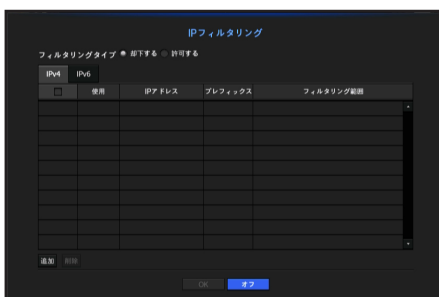 IPフィルタリング
フィルタリングタイプ 却下する 許可する
IPv4 IPv6
使用 IPアドレス プレフィックス フィルタリング範囲
追加 削除
OK オフ